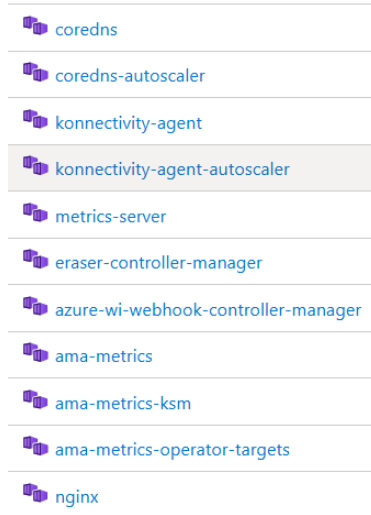 coredns
coredns-autoscaler
konnectivity-agent
konnectivity-agent-autoscaler
metrics-server
eraser-controller-manager
azure-wi-webhook-controller-manager
ama-metrics
ama-metrics-ksm
ama-metrics-operator-targets
nginx